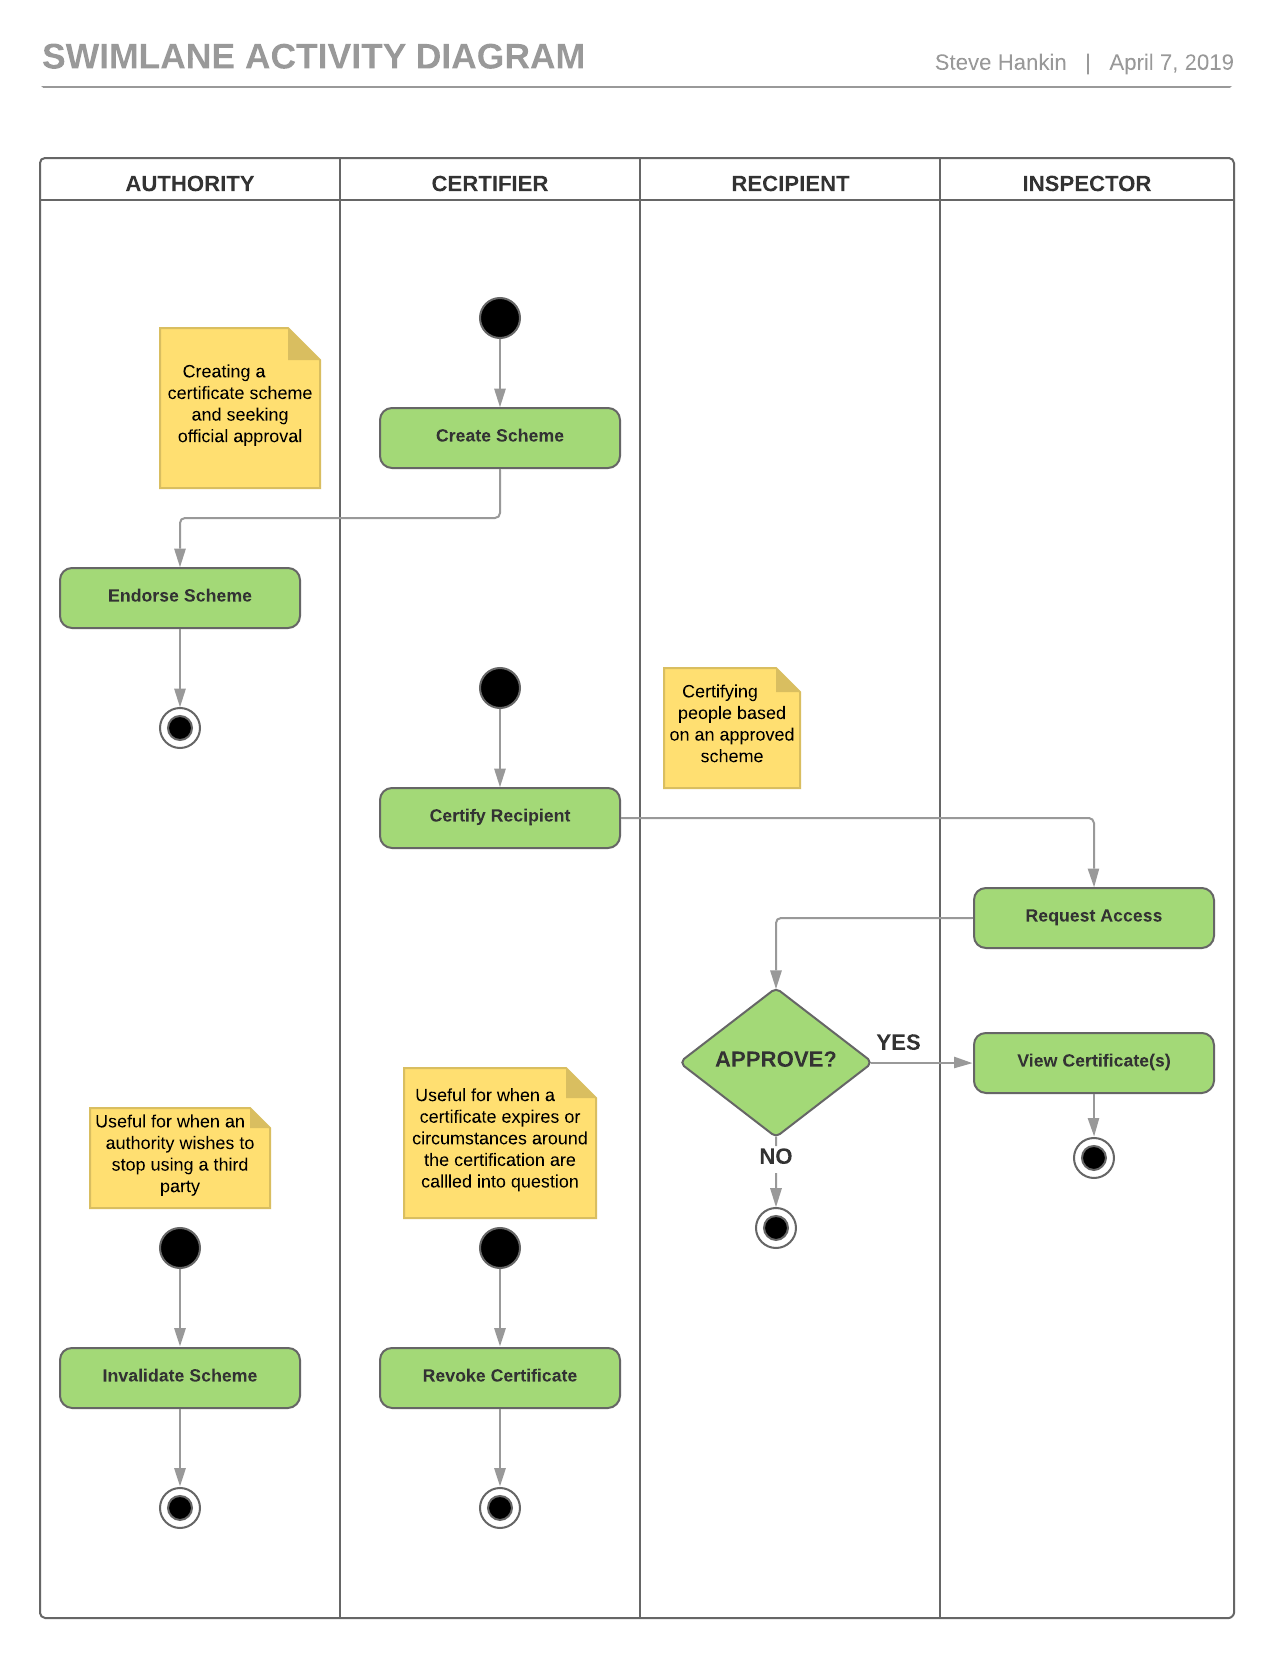 SWIMLANE ACTIVITY DIAGRAM
Steve Hankin | April 7, 2019
AUTHORITY
CERTIFIER
RECIPIENT
INSPECTOR
Creating a
certificate scheme
and seeking
official approval
Create Scheme
Endorse Scheme
Certifying
people based
on an approved
scheme
Certify Recipient
Request Access
APPROVE?
YES
View Certificate(s)
NO
Useful for when a
certificate expires or
circumstances around
the certification are
callled into question
Useful for when an
authority wishes to
stop using a third
party
Invalidate Scheme
Revoke Certificate